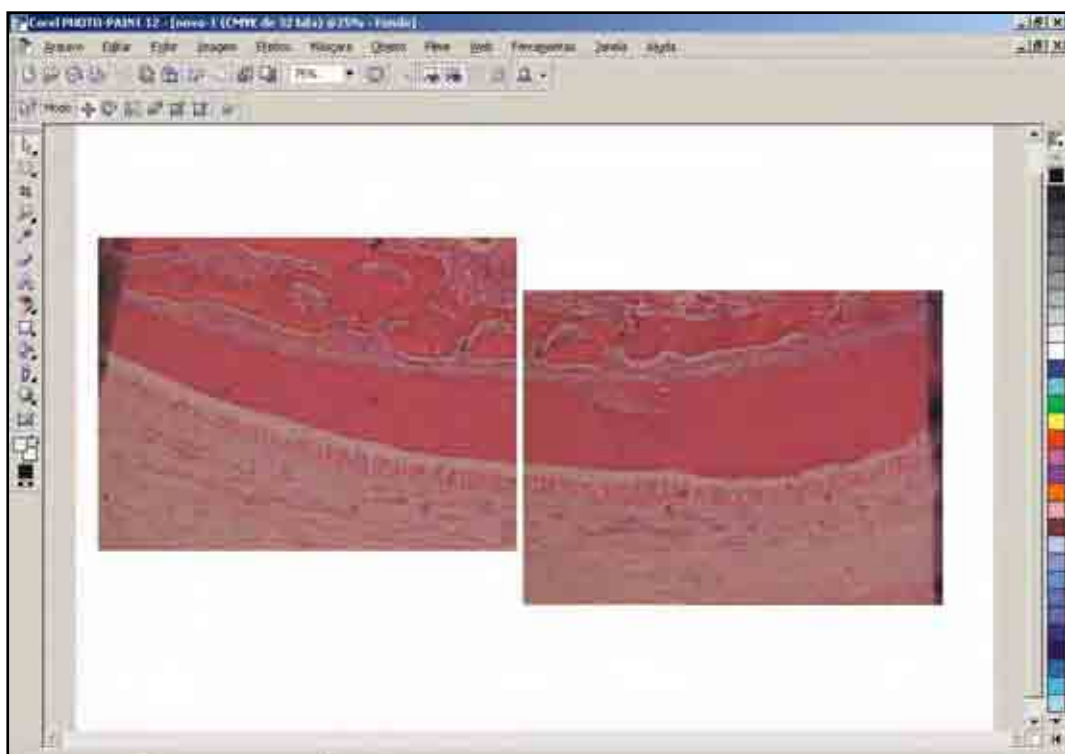 Corel PHOTO-PAINT 12 - [novo-1 (CMYK de 32 bits) @25% - Fundo]
Arquivo Editar Exibir Imagem Efeitos Máscara Objeto Filme Web Ferramentas Janela Ajuda
Modo